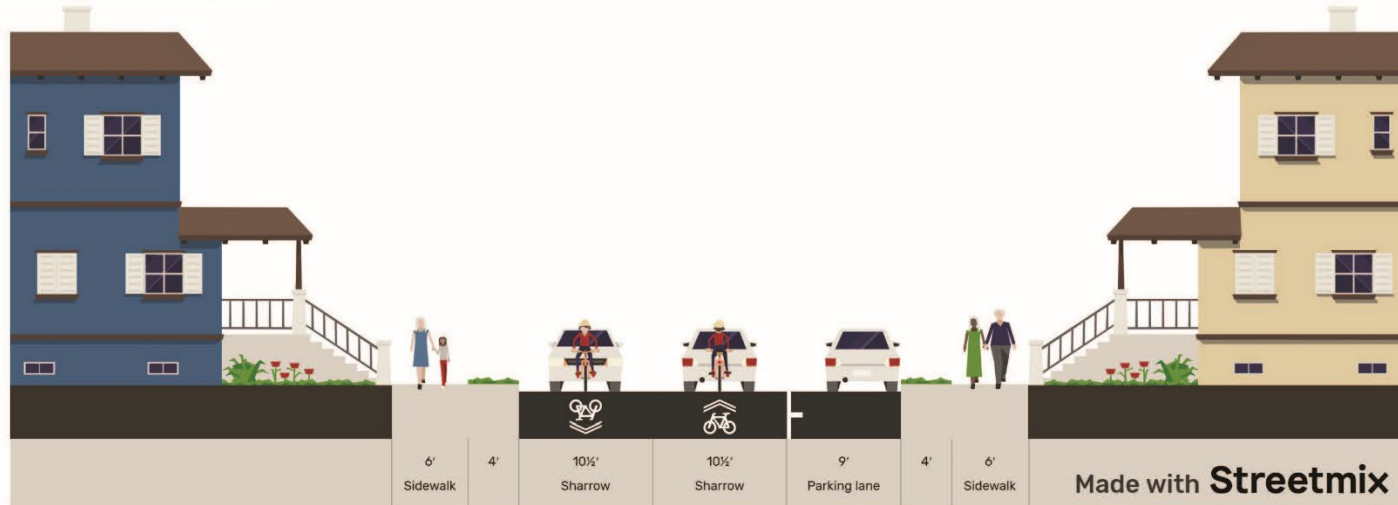 6'
Sidewalk
4'
10½'
Sharrow
10½'
Sharrow
9'
Parking lane
4'
6'
Sidewalk
Made with Streetmix